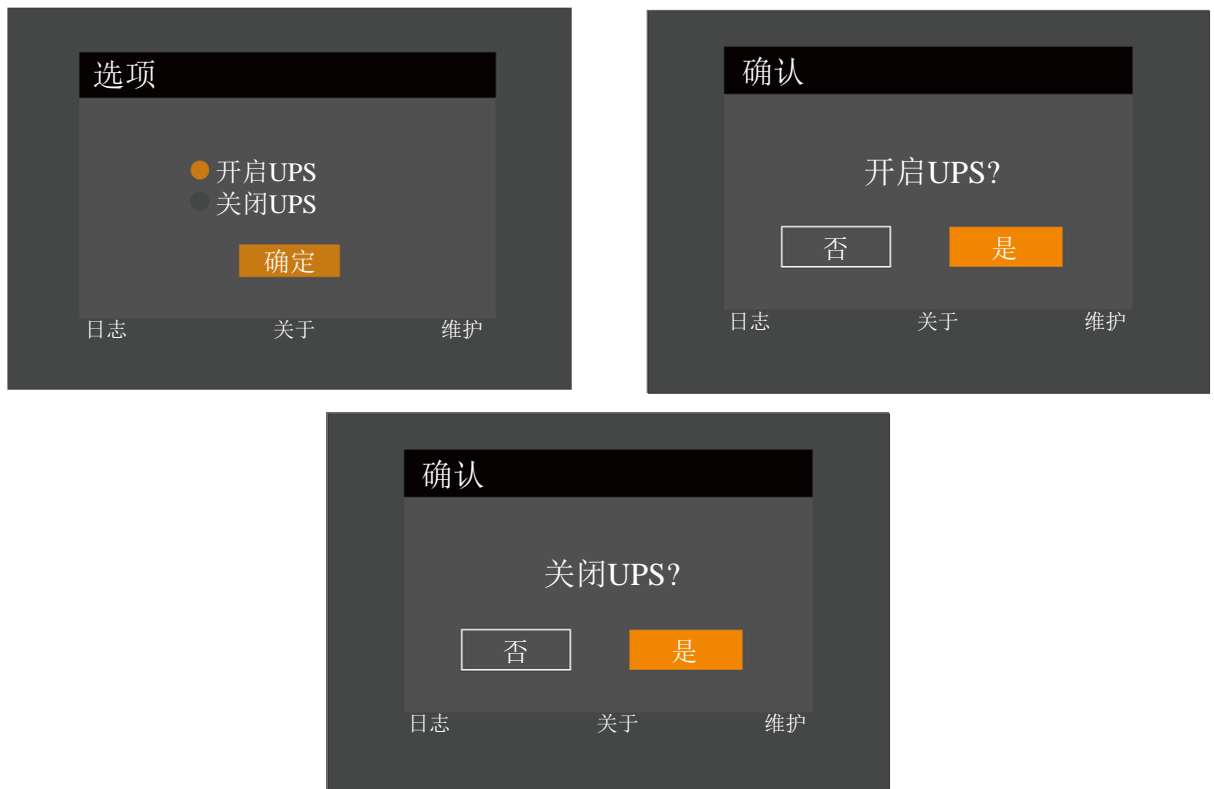 选项
开启UPS
关闭UPS
确定
日志 关于 维护
确认
开启UPS?
否 是
日志 关于 维护
确认
关闭UPS?
否 是
日志 关于 维护